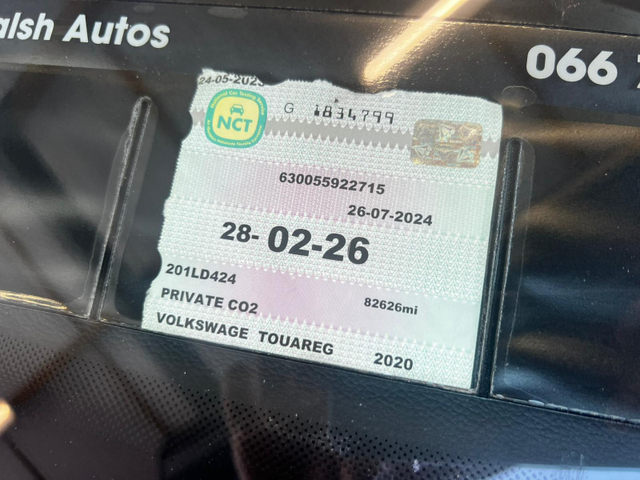 alsh Autos
066
24-05-202
NCT
G 1834799
630055922715
26-07-2024
28-02-26
201LD424
PRIVATE CO2 82626mi
VOLKSWAGE TOUAREG 2020